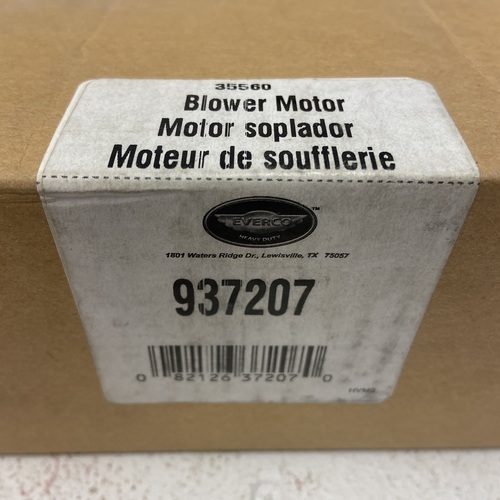 35560
Blower Motor
Motor soplador
Moteur de soufflerie
EVERCO
HEAVY DUTY
™
1801 Waters Ridge Dr., Lewisville, TX 75057
937207
0 82126 37207 0